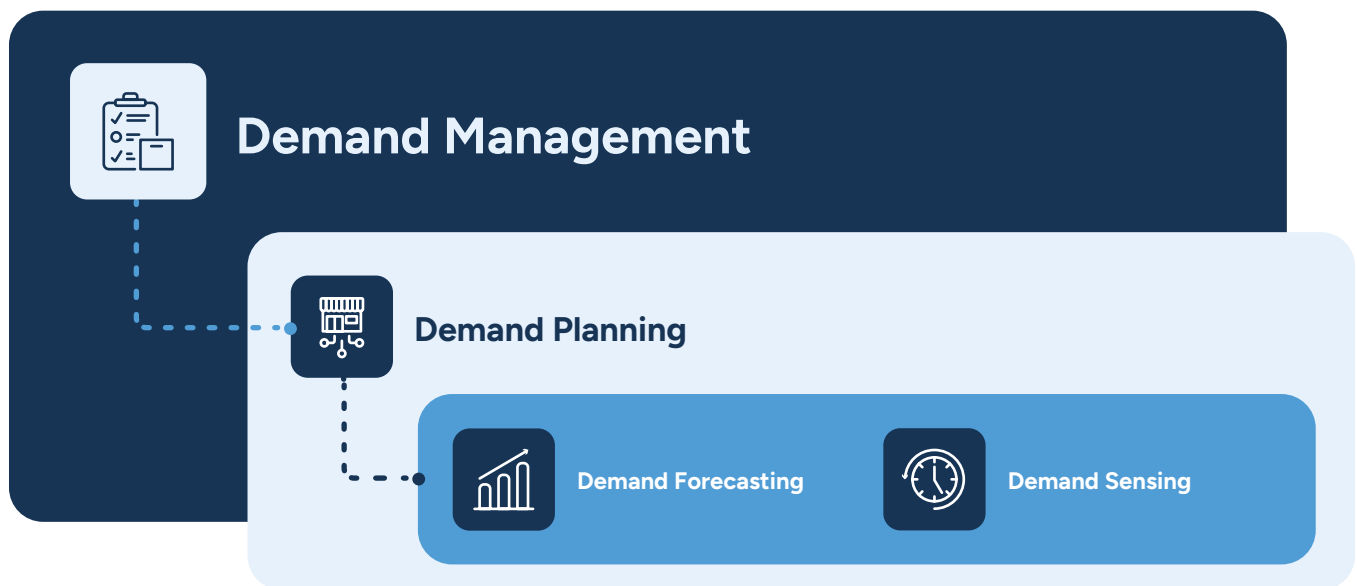 Demand Management
Demand Planning
Demand Forecasting
Demand Sensing